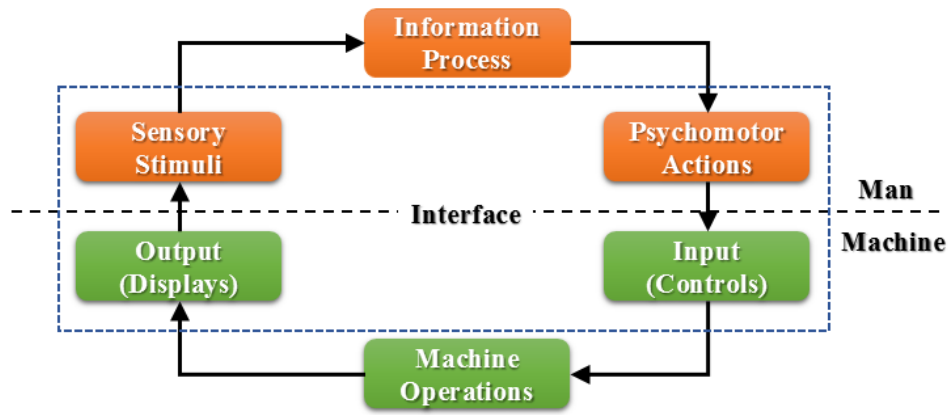 Information
Process
Sensory
Stimuli
Psychomotor
Actions
Man
Interface
Machine
Output
(Displays)
Input
(Controls)
Machine
Operations